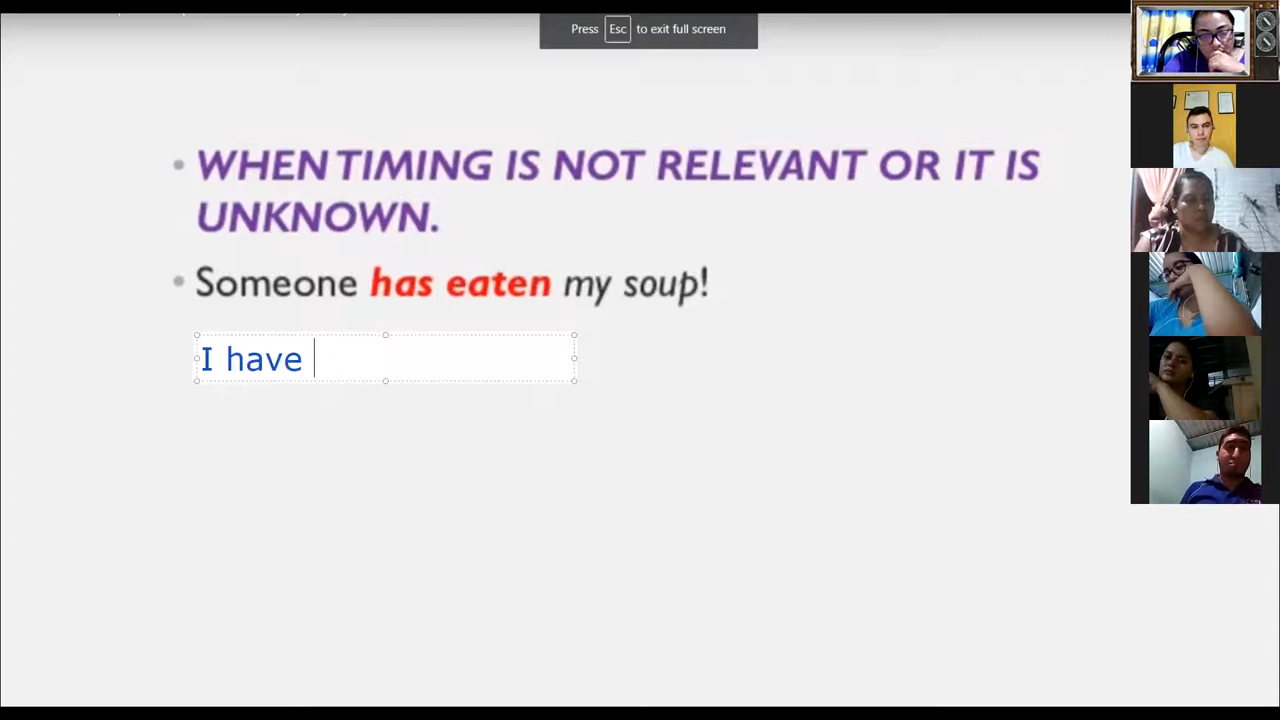 Press Esc to exit full screen
WHEN TIMING IS NOT RELEVANT OR IT IS
UNKNOWN.
Someone has eaten my soup!
I have